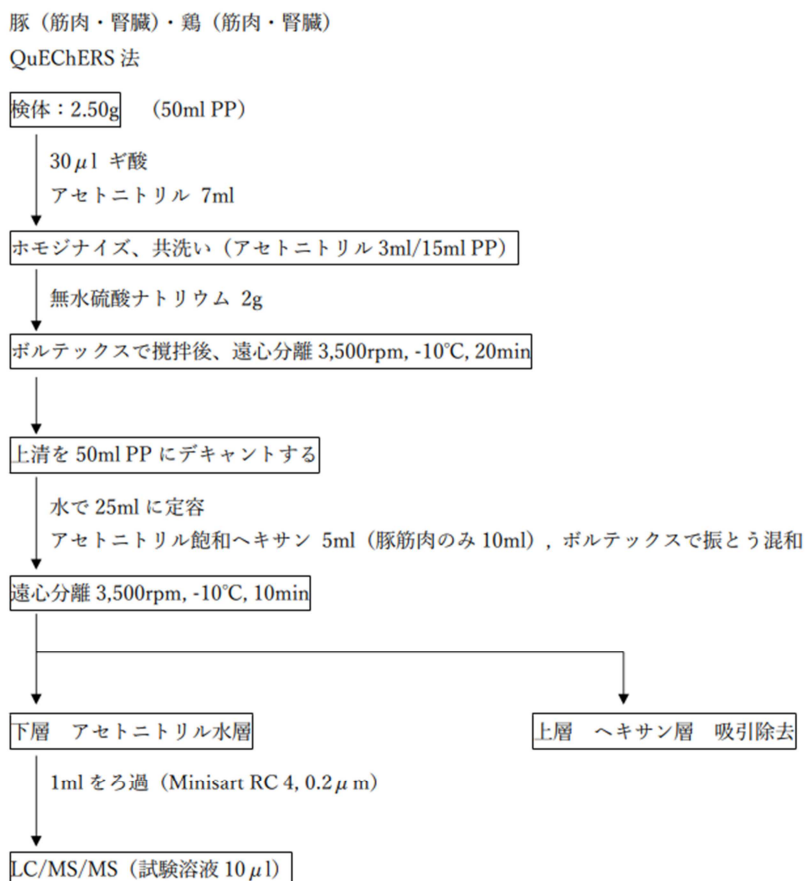 豚（筋肉・腎臓）・鶏（筋肉・腎臓）
QuEChERS 法
検体：2.50g （50ml PP）
30μl ギ酸
アセトニトリル 7ml
ホモジナイズ、共洗い（アセトニトリル 3ml/15ml PP）
無水硫酸ナトリウム 2g
ボルテックスで撹拌後、遠心分離 3,500rpm, -10℃, 20min
上清を 50ml PP にデキャントする
水で 25ml に定容
アセトニトリル飽和ヘキサン 5ml（豚筋肉のみ 10ml）, ボルテックスで振とう混和
遠心分離 3,500rpm, -10℃, 10min
下層 アセトニトリル水層
上層 ヘキサン層 吸引除去
1ml をろ過（Minisart RC 4, 0.2μm）
LC/MS/MS（試験溶液 10μl）